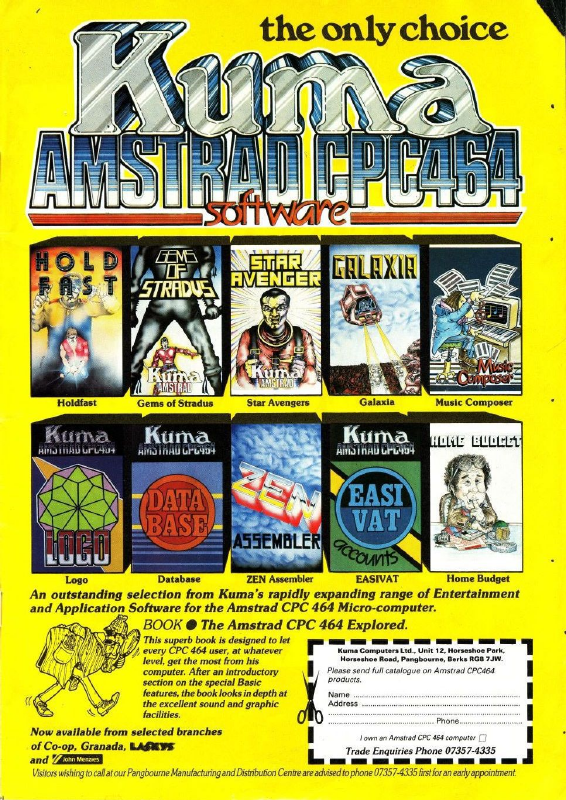 the only choice
Kuma
AMSTRAD CPC464
software
HOLD
FAST
GEMS
OF
STRADUS
Kuma
AMSTRAD
STAR
AVENGER
Kuma
AMSTRAD
GALAXIA
Music
Composer
Holdfast
Gems of Stradus
Star Avengers
Galaxia
Music Composer
Kuma
AMSTRAD CPC464
LOGO
Kuma
AMSTRAD CPC464
DATA
BASE
ZEN
ASSEMBLER
Kuma
AMSTRAD CPC464
EASI
VAT
accounts
HOME BUDGET
Logo
Database
ZEN Assembler
EASIVAT
Home Budget
An outstanding selection from Kuma's rapidly expanding range of Entertainment
and Application Software for the Amstrad CPC 464 Micro-computer.
BOOK ● The Amstrad CPC 464 Explored.
This superb book is designed to let
every CPC 464 user, at whatever
level, get the most from his
computer. After an introductory
section on the special Basic
features, the book looks in depth at
the excellent sound and graphic
facilities.
Now available from selected branches
of Co-op, Granada, LASKYS
and John Menzies
Kuma Computers Ltd., Unit 12, Horseshoe Park,
Horseshoe Road, Pangbourne, Berks RG8 7JW.
Please send full catalogue on Amstrad CPC464
products.
Name
Address
Phone
I own an Amstrad CPC 464 computer
Trade Enquiries Phone 07357-4335
Visitors wishing to call at our Pangbourne Manufacturing and Distribution Centre are advised to phone 07357-4335 first for an early appointment.